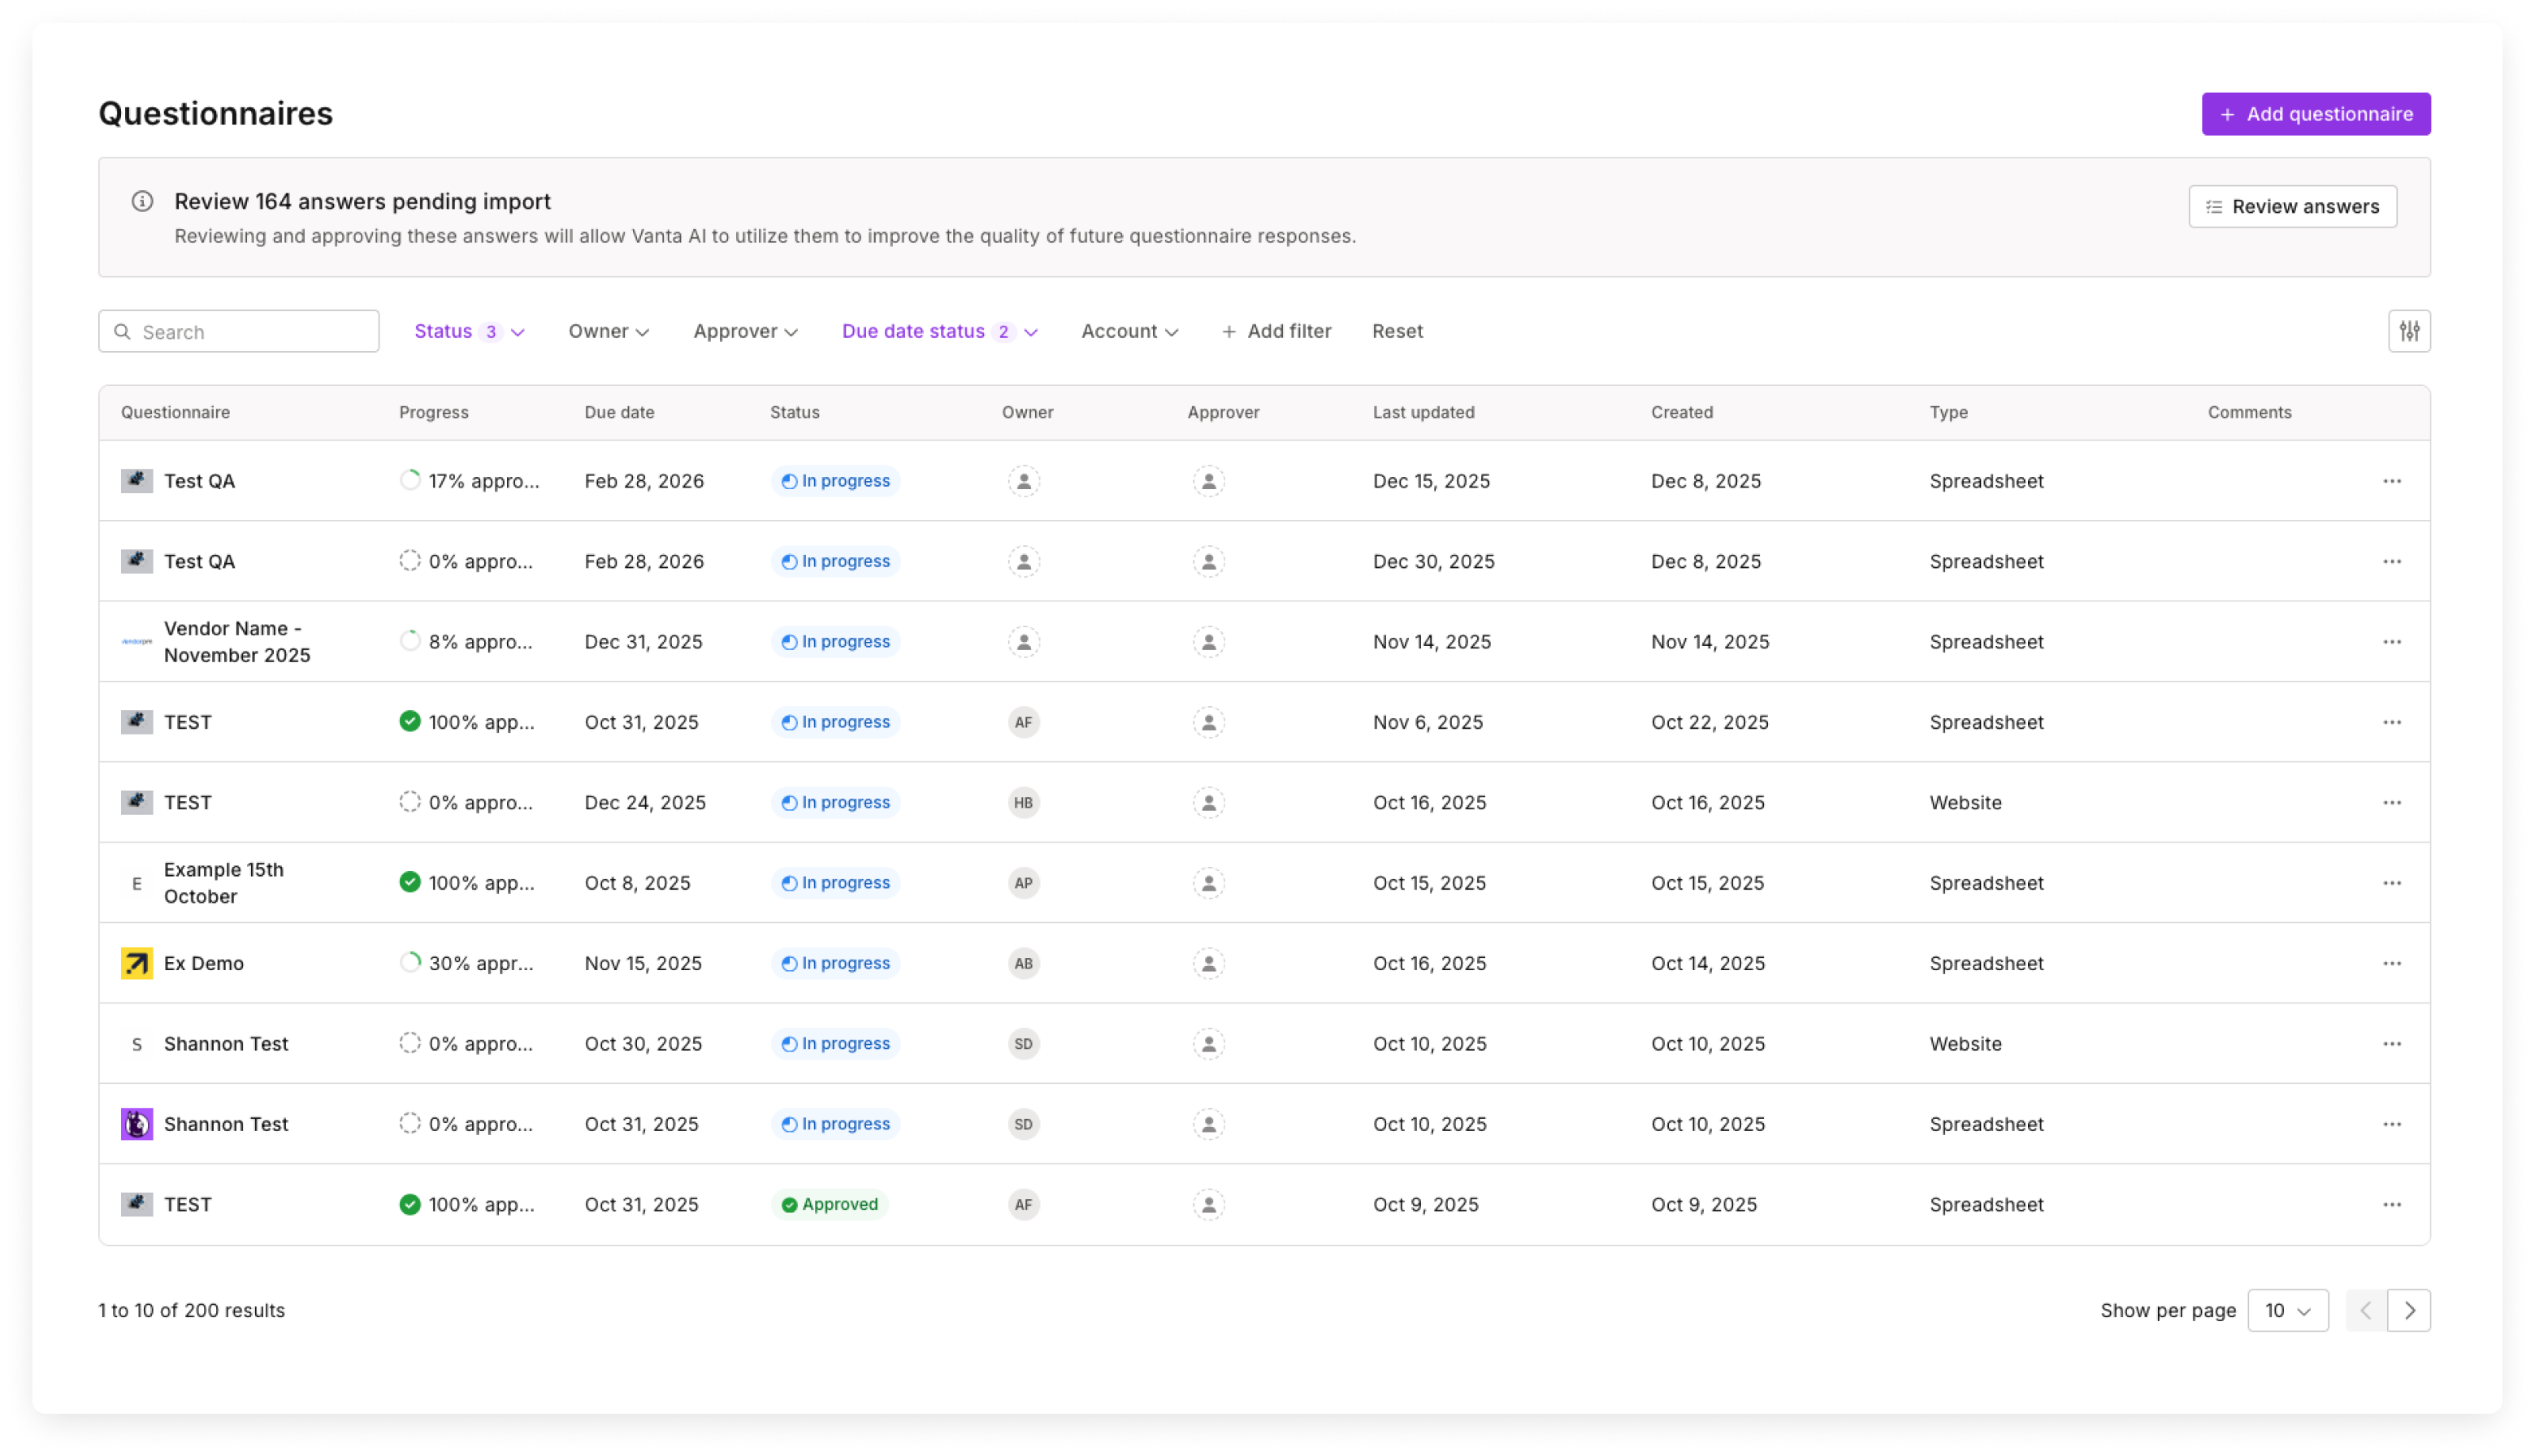 Questionnaires
+ Add questionnaire
Review 164 answers pending import
Review answers
Reviewing and approving these answers will allow Vanta AI to utilize them to improve the quality of future questionnaire responses.
Search Status 3 Owner Approver Due date status 2 Account + Add filter Reset
Questionnaire Progress Due date Status Owner Approver Last updated Created Type Comments
Test QA 17% appro... Feb 28, 2026 In progress Dec 15, 2025 Dec 8, 2025 Spreadsheet ...
Test QA 0% appro... Feb 28, 2026 In progress Dec 30, 2025 Dec 8, 2025 Spreadsheet ...
Vendor Name -
November 2025 8% appro... Dec 31, 2025 In progress Nov 14, 2025 Nov 14, 2025 Spreadsheet ...
TEST 100% app... Oct 31, 2025 In progress AF Nov 6, 2025 Oct 22, 2025 Spreadsheet ...
TEST 0% appro... Dec 24, 2025 In progress HB Oct 16, 2025 Oct 16, 2025 Website ...
E Example 15th
October 100% app... Oct 8, 2025 In progress AP Oct 15, 2025 Oct 15, 2025 Spreadsheet ...
Ex Demo 30% appr... Nov 15, 2025 In progress AB Oct 16, 2025 Oct 14, 2025 Spreadsheet ...
S Shannon Test 0% appro... Oct 30, 2025 In progress SD Oct 10, 2025 Oct 10, 2025 Website ...
Shannon Test 0% appro... Oct 31, 2025 In progress SD Oct 10, 2025 Oct 10, 2025 Spreadsheet ...
TEST 100% app... Oct 31, 2025 Approved AF Oct 9, 2025 Oct 9, 2025 Spreadsheet ...
1 to 10 of 200 results
Show per page 10